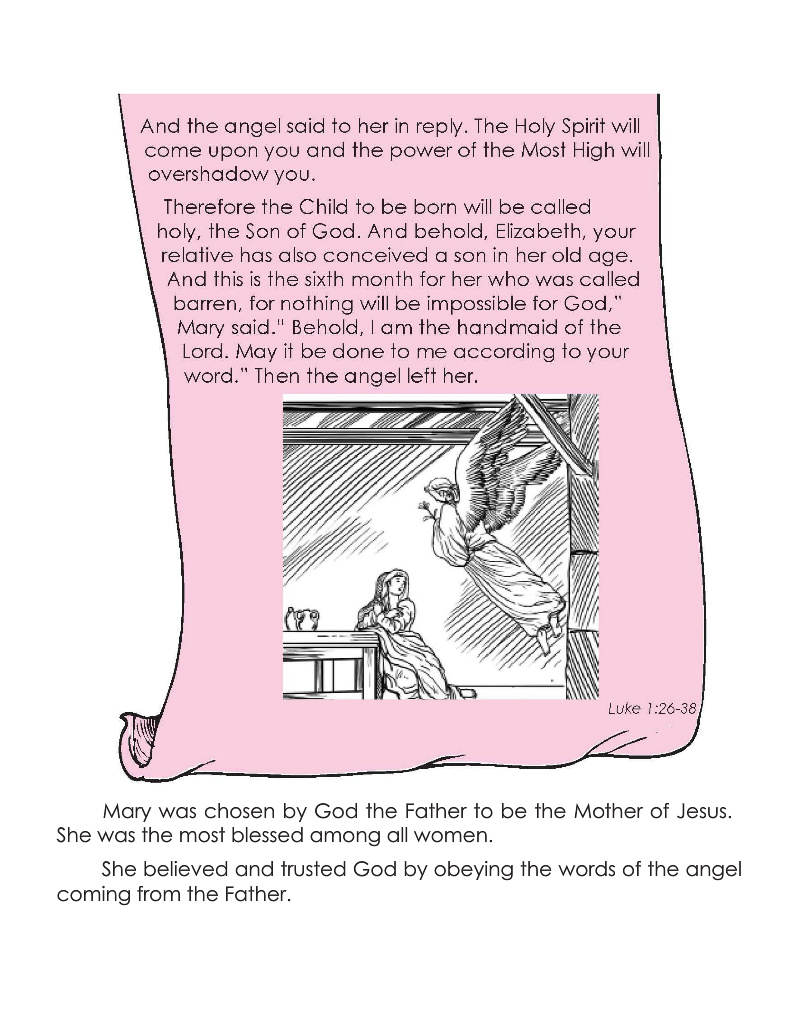 And the angel said to her in reply. The Holy Spirit will
come upon you and the power of the Most High will
overshadow you.
Therefore the Child to be born will be called
holy, the Son of God. And behold, Elizabeth, your
relative has also conceived a son in her old age.
And this is the sixth month for her who was called
barren, for nothing will be impossible for God,"
Mary said." Behold, I am the handmaid of the
Lord. May it be done to me according to your
word." Then the angel left her.
Luke 1:26-38
Mary was chosen by God the Father to be the Mother of Jesus.
She was the most blessed among all women.
She believed and trusted God by obeying the words of the angel
coming from the Father.